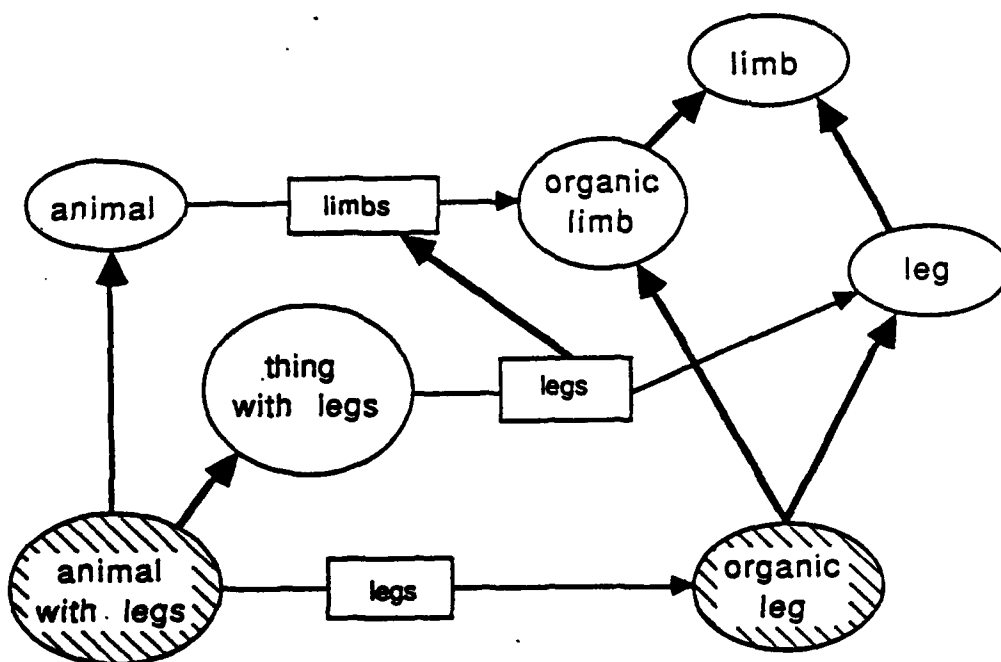 limb
animal
limbs
organic
limb
leg
thing
with legs
legs
animal
with legs
legs
organic
leg